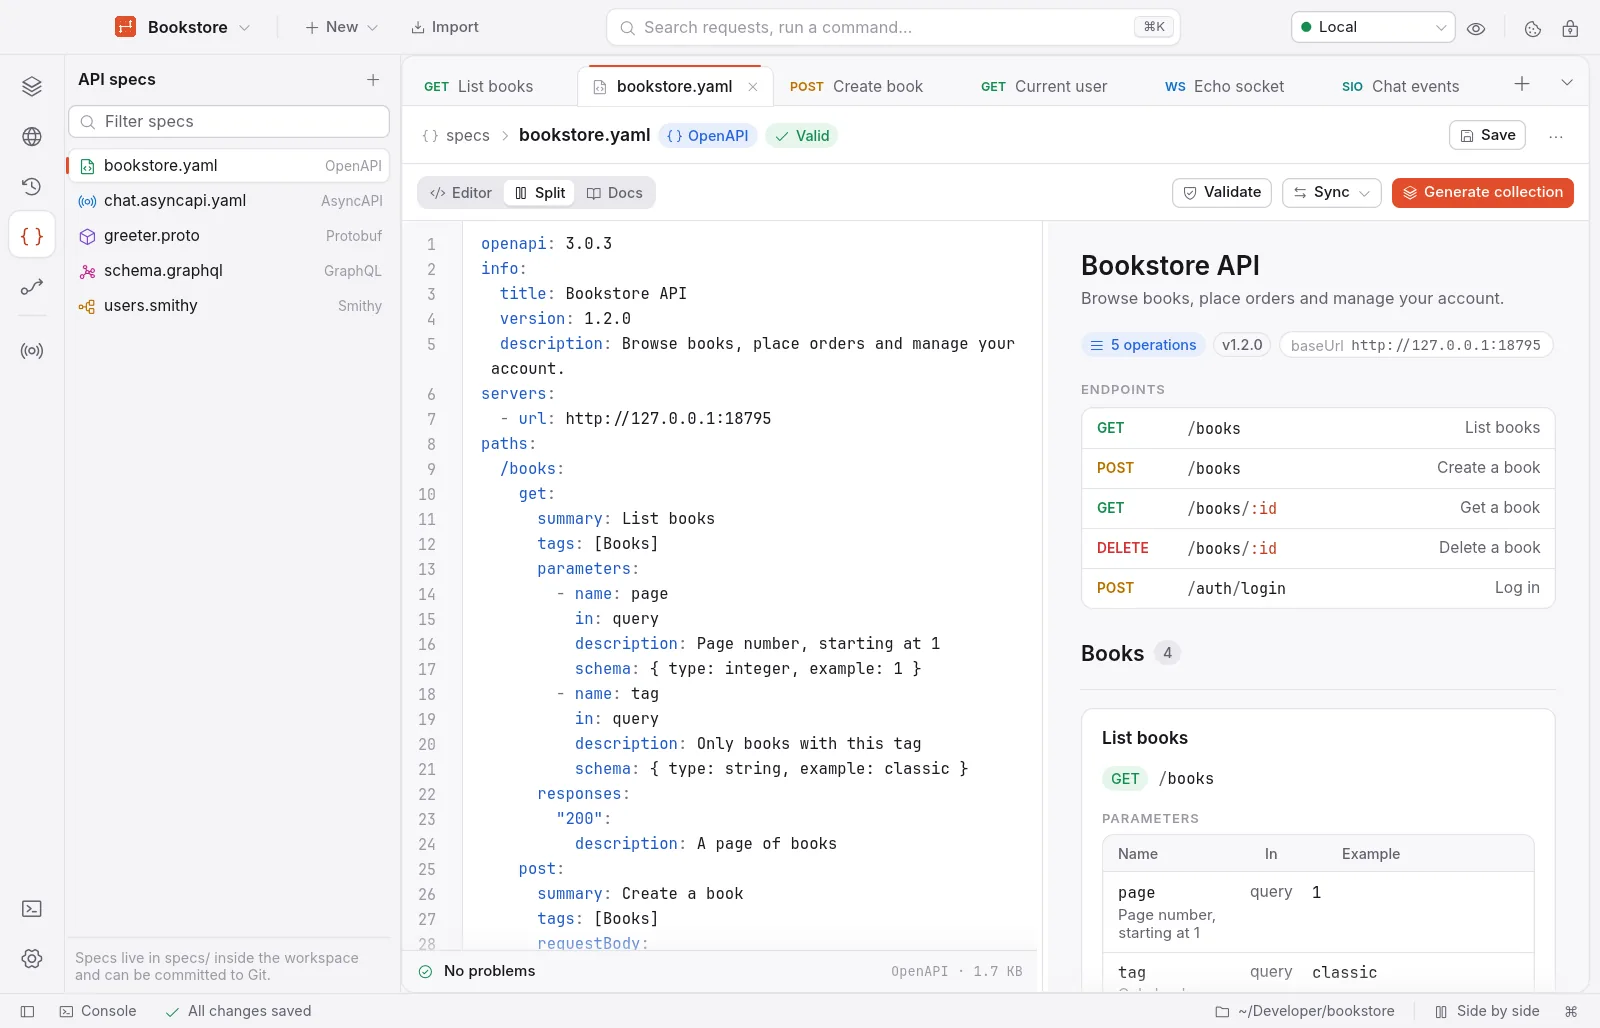 Bookstore
New
Import
Search requests, run a command...
⌘K
Local
API specs
Filter specs
bookstore.yaml OpenAPI
chat.asyncapi.yaml AsyncAPI
greeter.proto Protobuf
schema.graphql GraphQL
users.smithy Smithy
Specs live in specs/ inside the workspace
and can be committed to Git.
GET List books
bookstore.yaml
POST Create book
GET Current user
WS Echo socket
SIO Chat events
{ } specs > bookstore.yaml { } OpenAPI Valid
Save
...
</> Editor
Split
Docs
Validate
Sync
Generate collection
1 openapi: 3.0.3
2 info:
3 title: Bookstore API
4 version: 1.2.0
5 description: Browse books, place orders and manage your
account.
6 servers:
7 - url: http://127.0.0.1:18795
8 paths:
9 /books:
10 get:
11 summary: List books
12 tags: [Books]
13 parameters:
14 - name: page
15 in: query
16 description: Page number, starting at 1
17 schema: { type: integer, example: 1 }
18 - name: tag
19 in: query
20 description: Only books with this tag
21 schema: { type: string, example: classic }
22 responses:
23 "200":
24 description: A page of books
25 post:
26 summary: Create a book
27 tags: [Books]
28 requestBody:
No problems
OpenAPI · 1.7 KB
Bookstore API
Browse books, place orders and manage your account.
5 operations
v1.2.0
baseUrl http://127.0.0.1:18795
ENDPOINTS
GET /books List books
POST /books Create a book
GET /books/:id Get a book
DELETE /books/:id Delete a book
POST /auth/login Log in
Books 4
List books
GET /books
PARAMETERS
Name In Example
page query 1
Page number,
starting at 1
tag query classic
Console
All changes saved
~/Developer/bookstore
Side by side
⌘